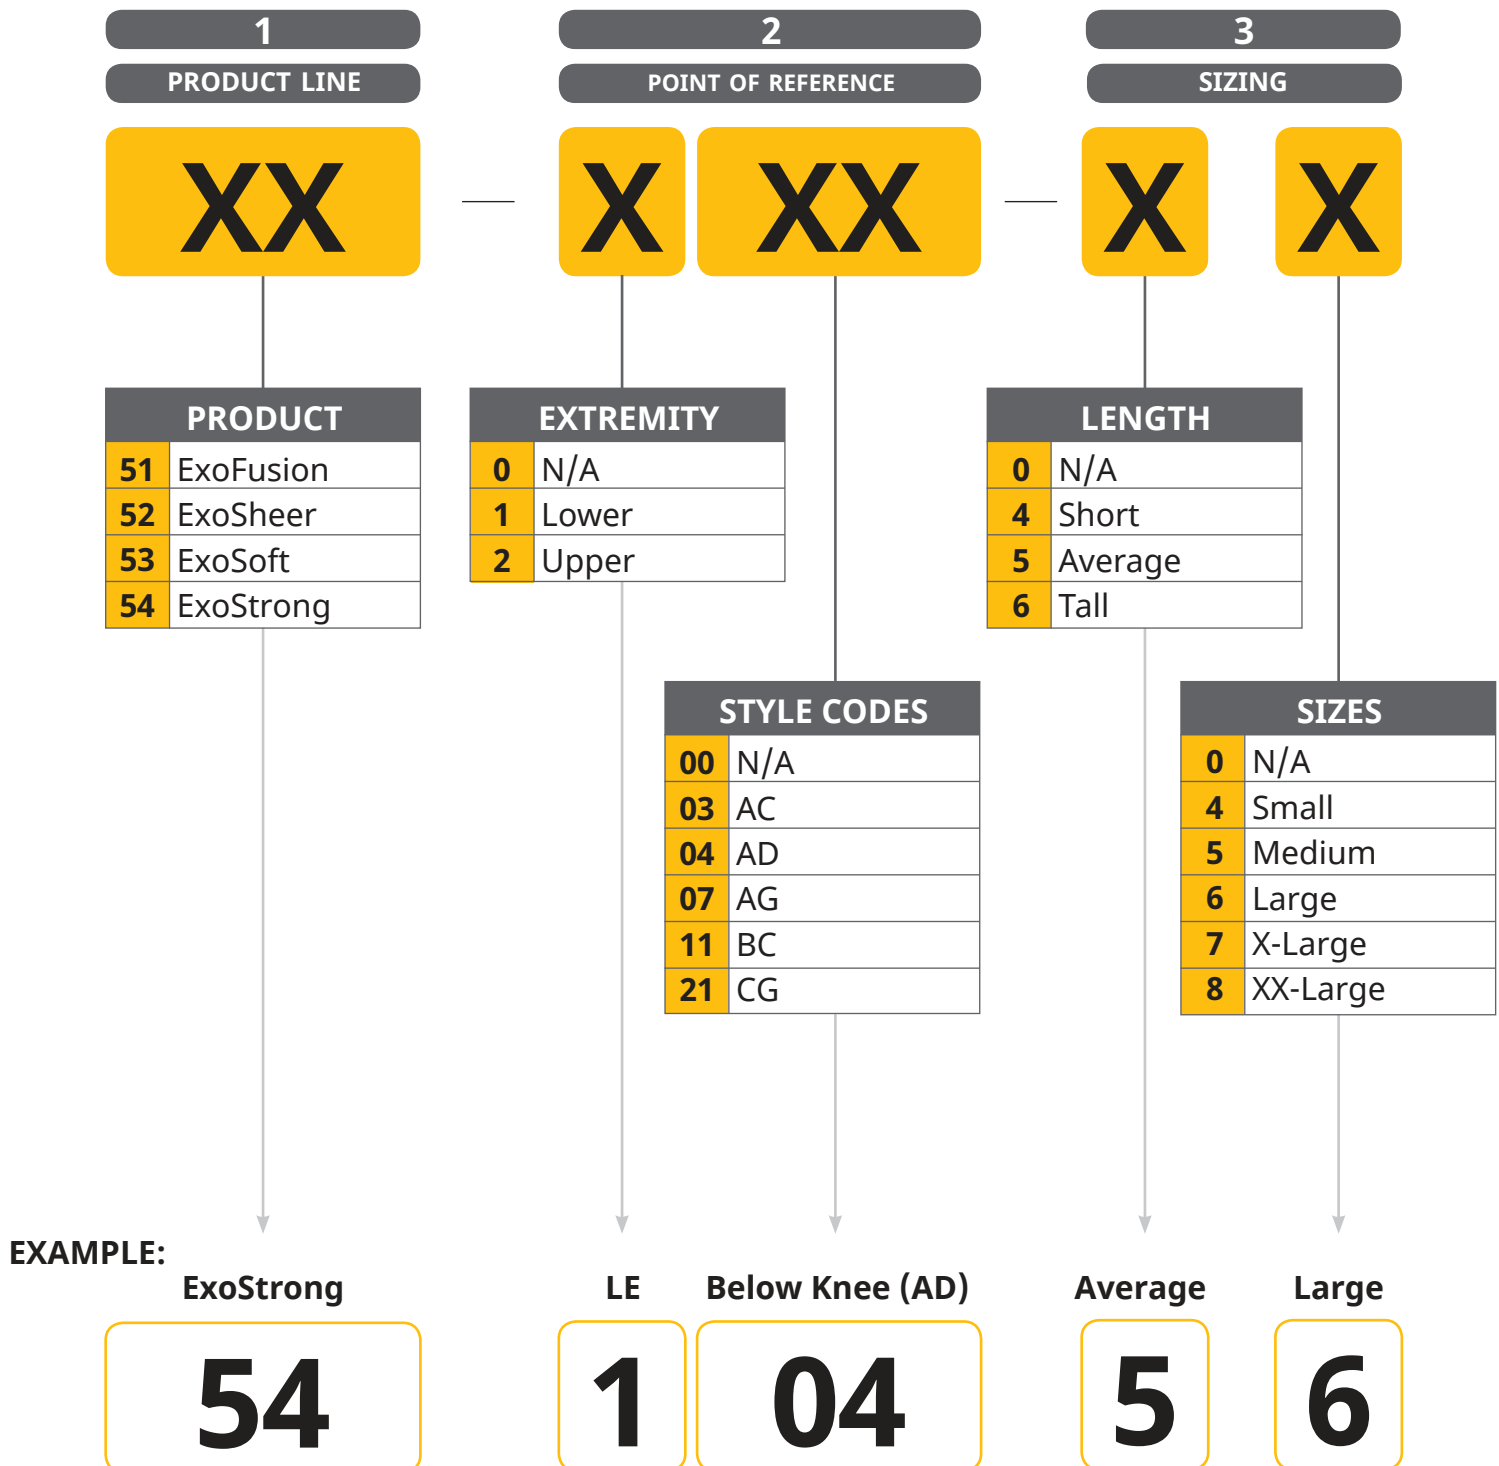 1
2
3
PRODUCT LINE
POINT OF REFERENCE
SIZING
XX — X XX — X X
PRODUCT
51 ExoFusion
52 ExoSheer
53 ExoSoft
54 ExoStrong
EXTREMITY
0 N/A
1 Lower
2 Upper
STYLE CODES
00 N/A
03 AC
04 AD
07 AG
11 BC
21 CG
LENGTH
0 N/A
4 Short
5 Average
6 Tall
SIZES
0 N/A
4 Small
5 Medium
6 Large
7 X-Large
8 XX-Large
EXAMPLE:
ExoStrong
LE
Below Knee (AD)
Average
Large
54
1
04
5
6